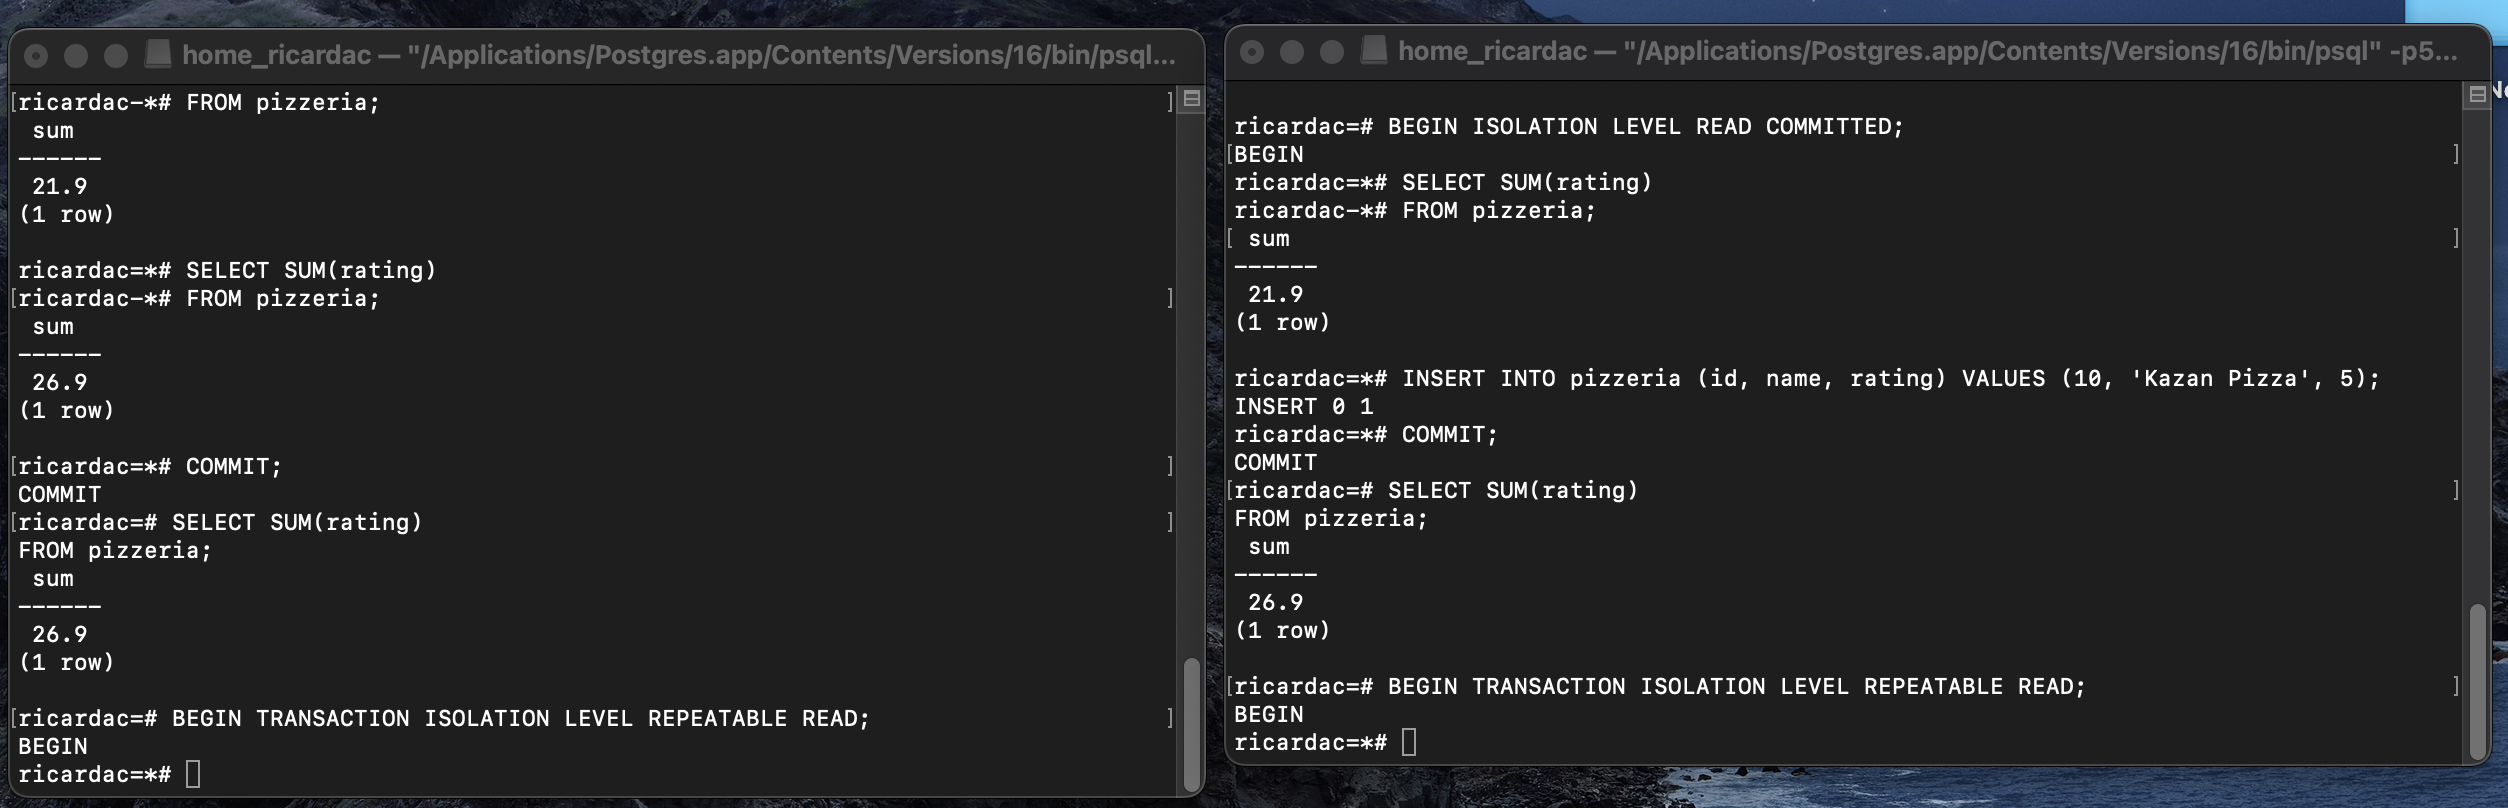 home_ricardac — "/Applications/Postgres.app/Contents/Versions/16/bin/psql...
[ricardac-*# FROM pizzeria; ]
sum
------
21.9
(1 row)
ricardac=*# SELECT SUM(rating)
[ricardac-*# FROM pizzeria; ]
sum
------
26.9
(1 row)
[ricardac=*# COMMIT; ]
COMMIT
[ricardac=# SELECT SUM(rating) ]
FROM pizzeria;
sum
------
26.9
(1 row)
[ricardac=# BEGIN TRANSACTION ISOLATION LEVEL REPEATABLE READ; ]
BEGIN
ricardac=*#
home_ricardac — "/Applications/Postgres.app/Contents/Versions/16/bin/psql" -p5...
ricardac=# BEGIN ISOLATION LEVEL READ COMMITTED;
[BEGIN ]
ricardac=*# SELECT SUM(rating)
ricardac-*# FROM pizzeria;
[ sum ]
------
21.9
(1 row)
ricardac=*# INSERT INTO pizzeria (id, name, rating) VALUES (10, 'Kazan Pizza', 5);
INSERT 0 1
ricardac=*# COMMIT;
COMMIT
[ricardac=# SELECT SUM(rating) ]
FROM pizzeria;
sum
------
26.9
(1 row)
[ricardac=# BEGIN TRANSACTION ISOLATION LEVEL REPEATABLE READ; ]
BEGIN
ricardac=*#